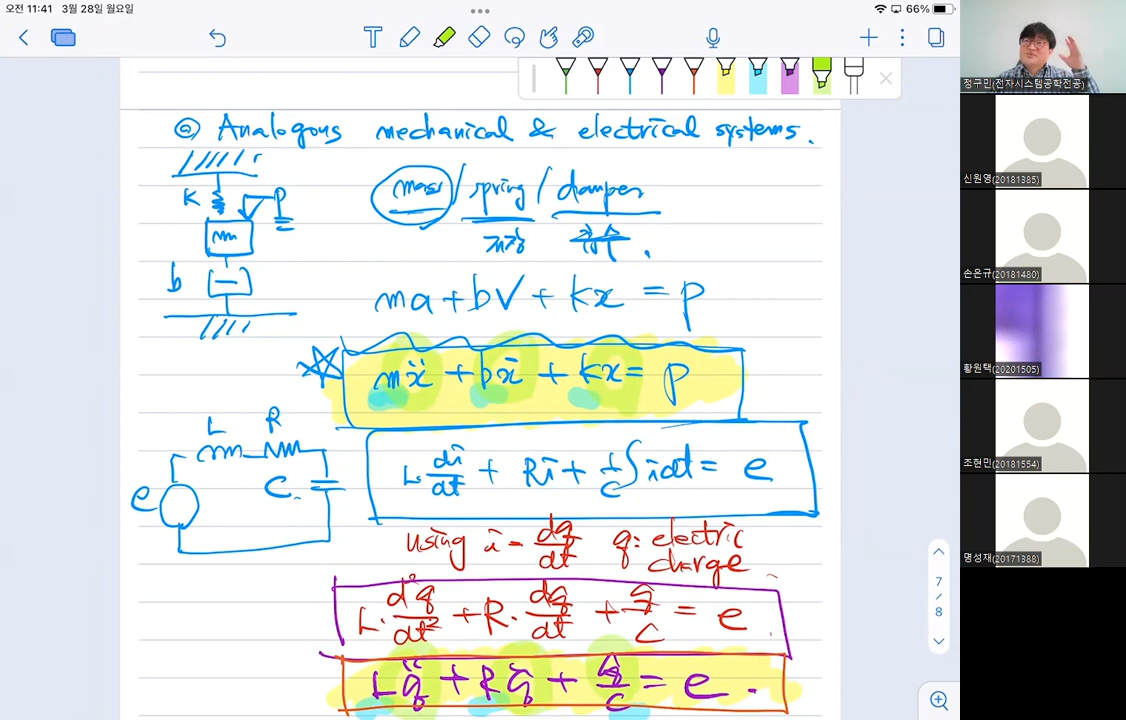 오전 11:41 3월 28일 월요일
66%
@ Analogous mechanical & electrical systems.
mass / spring / damper
K
P
m
b
ma + bv + kx = p
mẍ + bẋ + kx = p
L R
C.
e
L·di/dt + Ri + 1/C∫idt = e
using i = dq/dt q: electric charge
L·d²q/dt² + R·dq/dt + q/C = e
Lq̈ + Rq̇ + q/C = e.
7
/
8
정구민(전자시스템공학전공)
신원영(20181385)
손은규(20181480)
황원택(20201505)
조현민(20181554)
명성재(20171388)